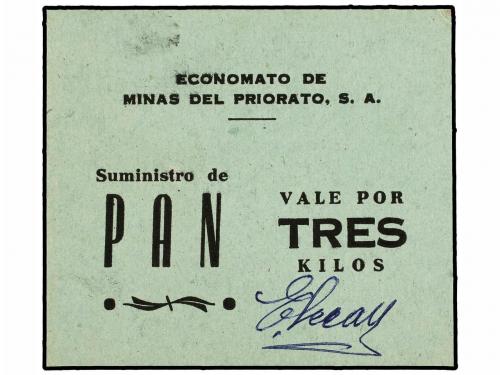 ECONOMATO DE
MINAS DEL PRIORATO, S. A.
Suministro de
PAN
VALE POR
TRES
KILOS